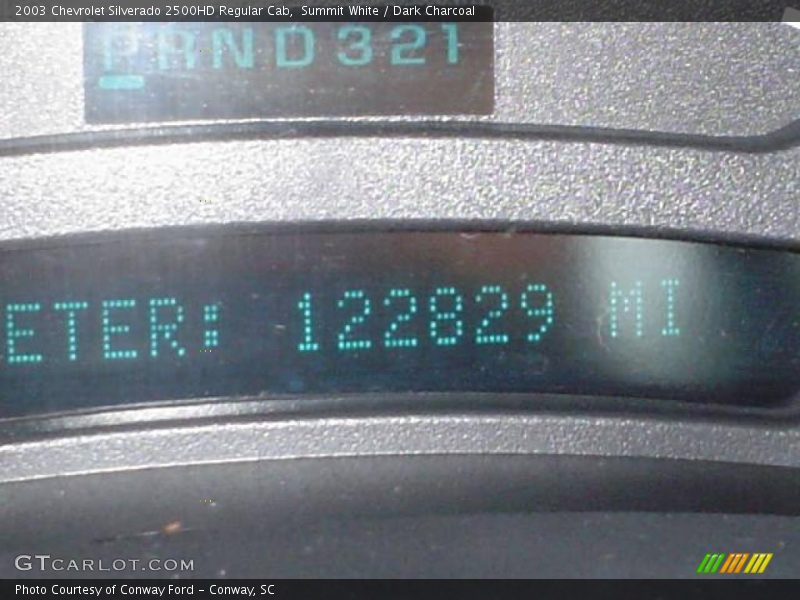 2003 Chevrolet Silverado 2500HD Regular Cab, Summit White / Dark Charcoal
PRND321
ETER: 122829 MI
GTCARLOT.COM
Photo Courtesy of Conway Ford - Conway, SC